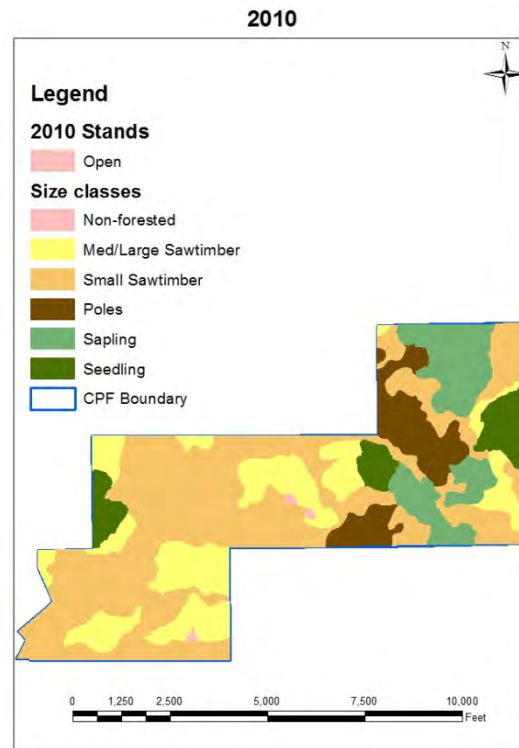 2010
N
Legend
2010 Stands
Open
Size classes
Non-forested
Med/Large Sawtimber
Small Sawtimber
Poles
Sapling
Seedling
CPF Boundary
0 1,250 2,500 5,000 7,500 10,000
Feet